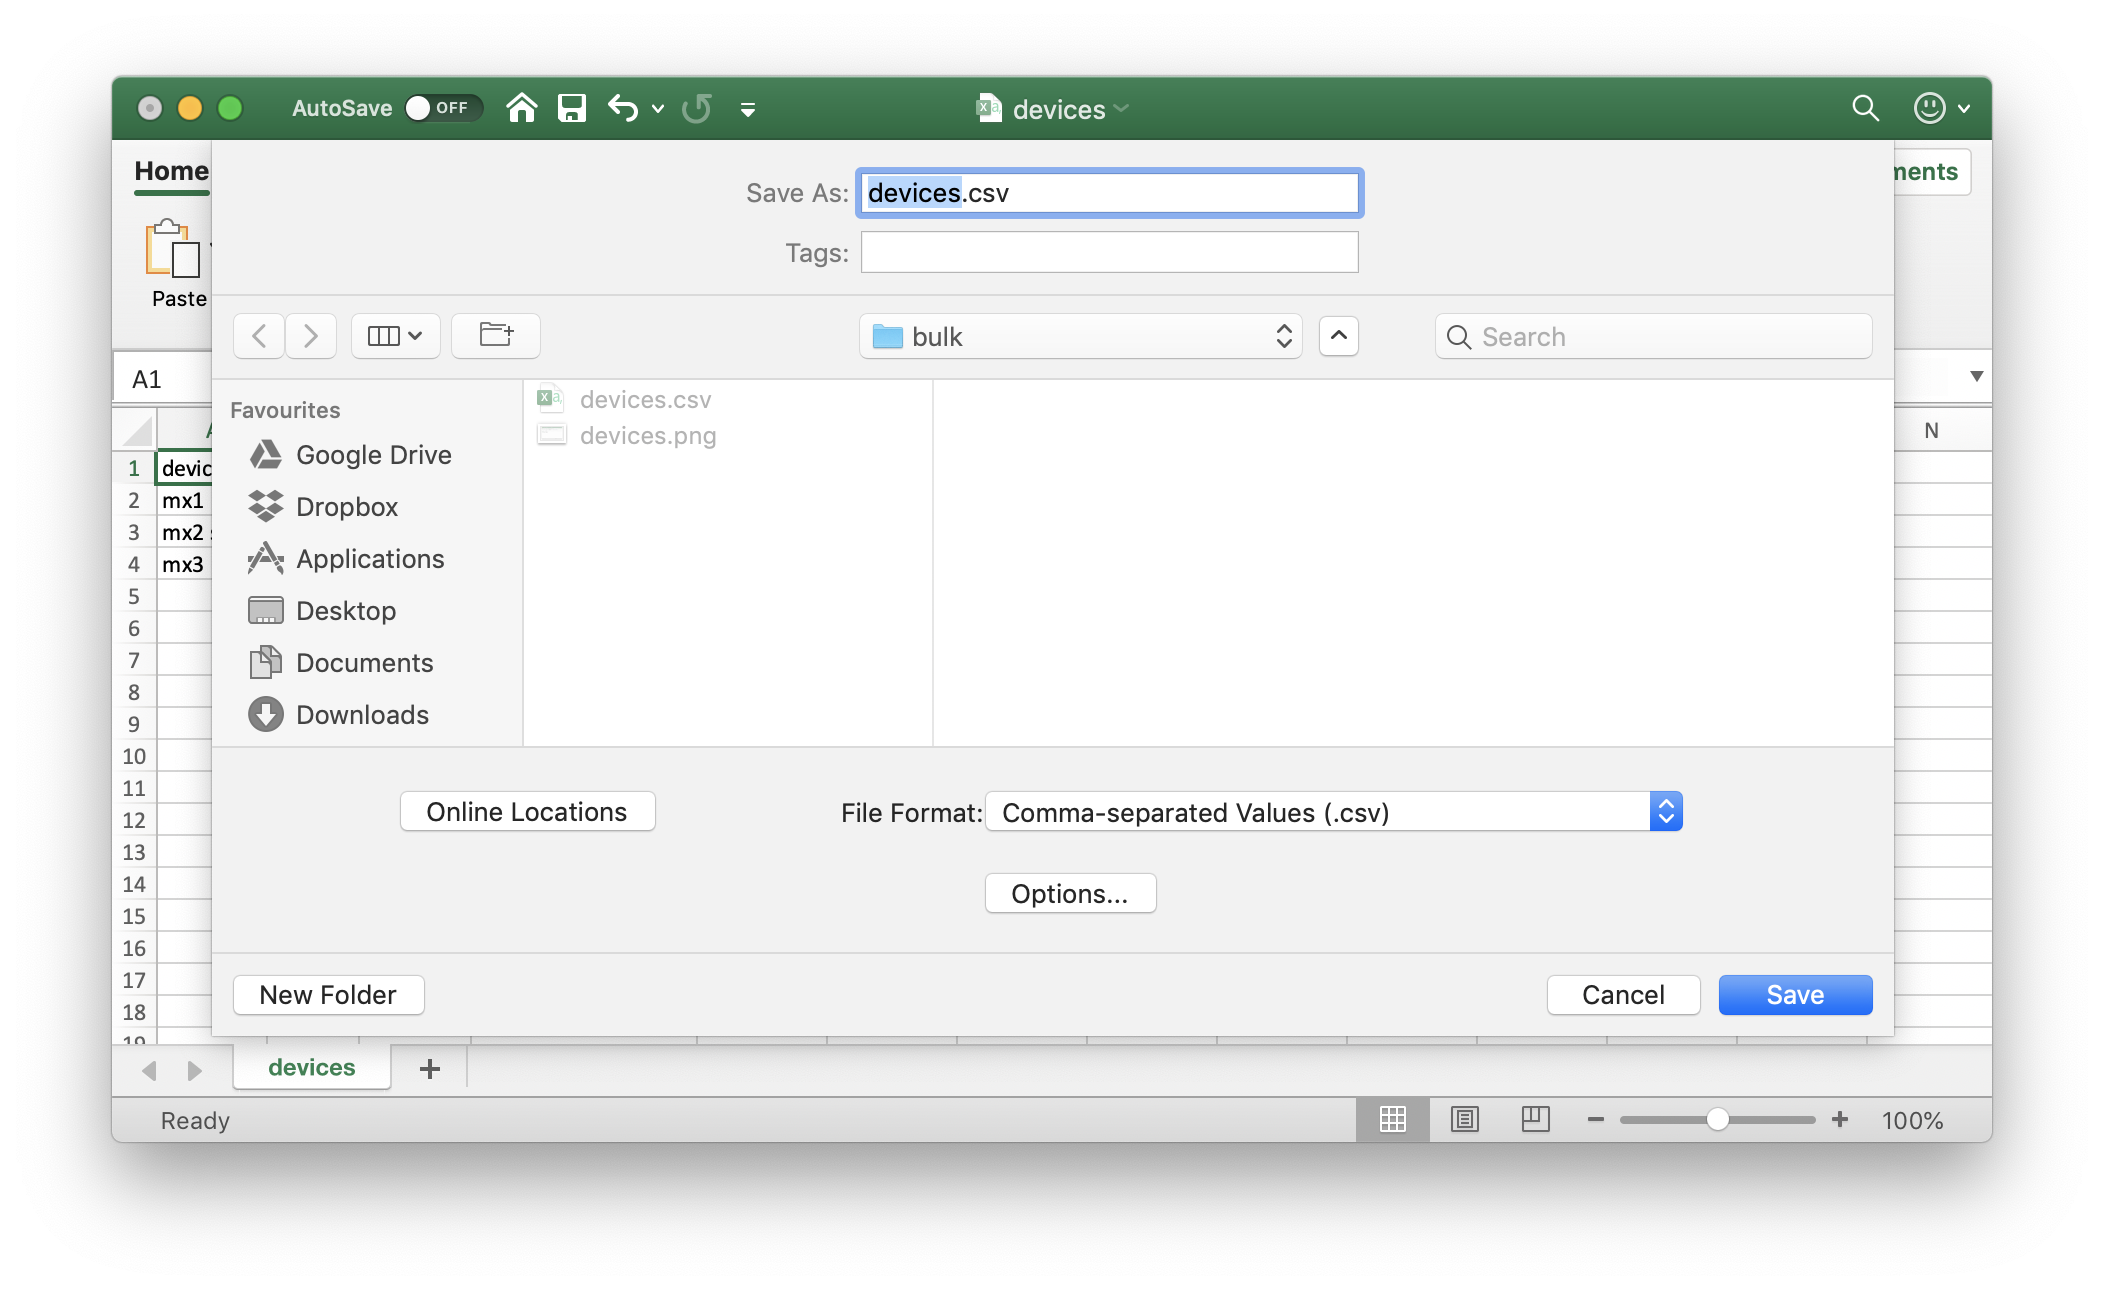 AutoSave OFF devices
Home
ments
Save As: devices.csv
Tags:
Paste
bulk
Search
A1
Favourites
Google Drive
Dropbox
Applications
Desktop
Documents
Downloads
devices.csv
devices.png
N
1 devic
2 mx1
3 mx2
4 mx3
5
6
7
8
9
10
11
12
13
14
15
16
17
18
19
Online Locations
File Format: Comma-separated Values (.csv)
Options...
New Folder
Cancel
Save
devices
Ready
100%